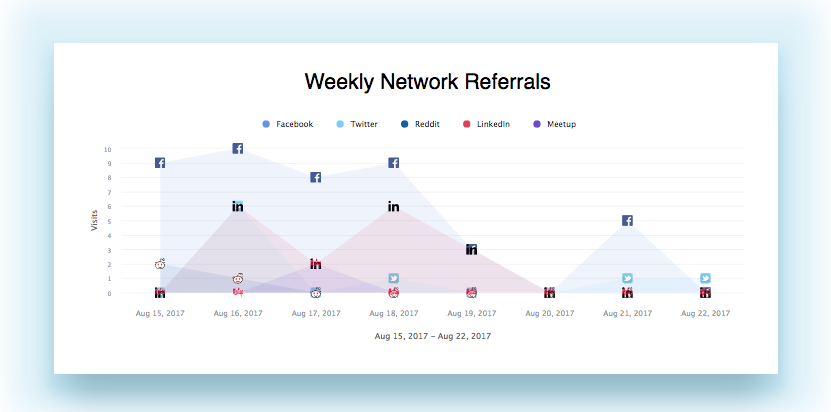 Weekly Network Referrals
Facebook Twitter Reddit LinkedIn Meetup
10
9
8
7
6
5
4
3
2
1
0
Visits
Aug 15, 2017 Aug 16, 2017 Aug 17, 2017 Aug 18, 2017 Aug 19, 2017 Aug 20, 2017 Aug 21, 2017 Aug 22, 2017
Aug 15, 2017 - Aug 22, 2017